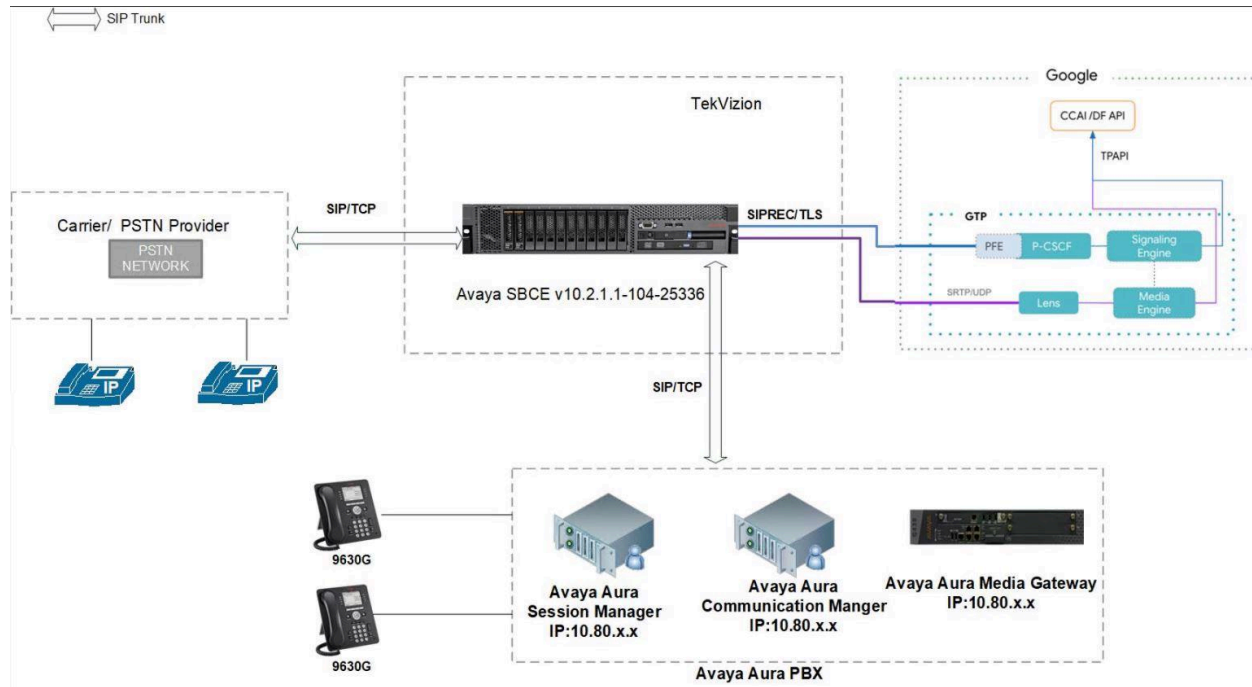 SIP Trunk
Google
TekVizion
CCAI /DF API
TPAPI
Carrier/ PSTN Provider
PSTN
NETWORK
SIP/TCP
SIPREC/TLS
GTP
PFE
P-CSCF
Signaling
Engine
Avaya SBCE v10.2.1.1-104-25336
SRTP/UDP
Lens
Media
Engine
IP
IP
SIP/TCP
9630G
9630G
Avaya Aura
Session Manager
IP:10.80.x.x
Avaya Aura
Communication Manger
IP:10.80.x.x
Avaya Aura Media Gateway
IP:10.80.x.x
Avaya Aura PBX